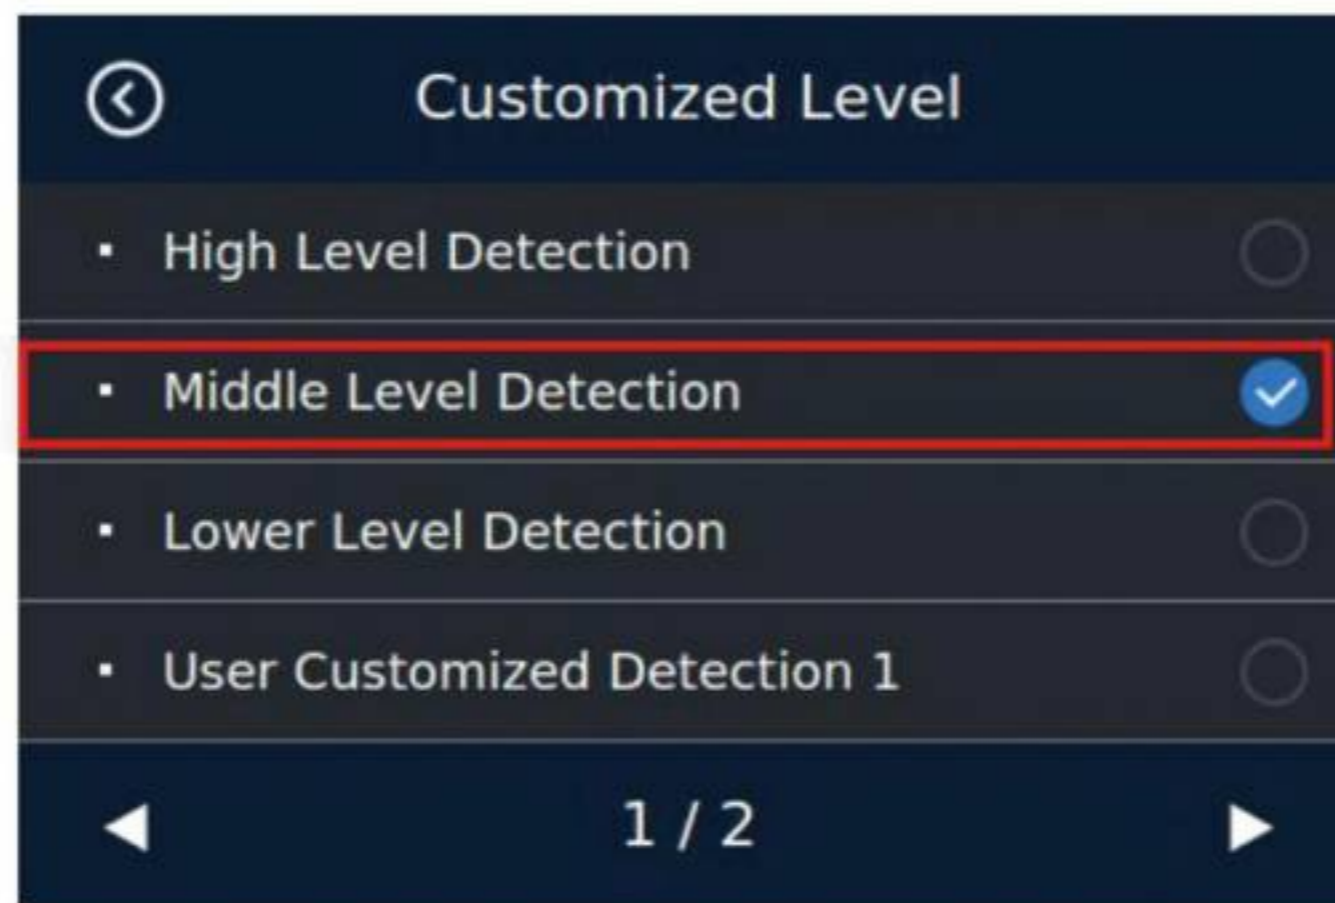 Customized Level
High Level Detection
Middle Level Detection
Lower Level Detection
User Customized Detection 1
1 / 2